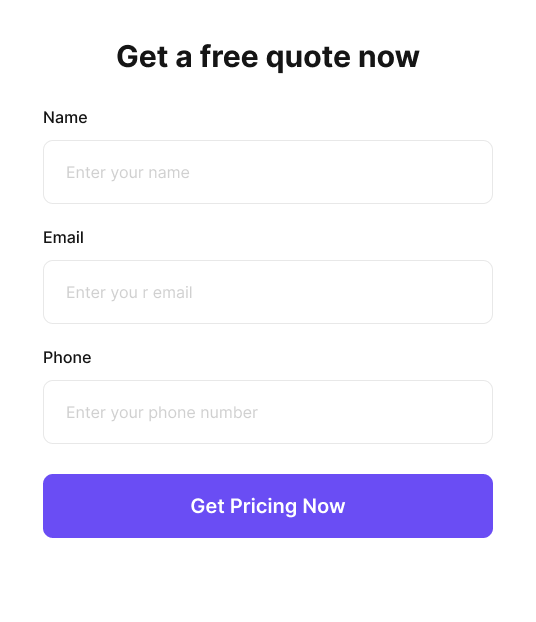 Get a free quote now
Name
Enter your name
Email
Enter you r email
Phone
Enter your phone number
Get Pricing Now